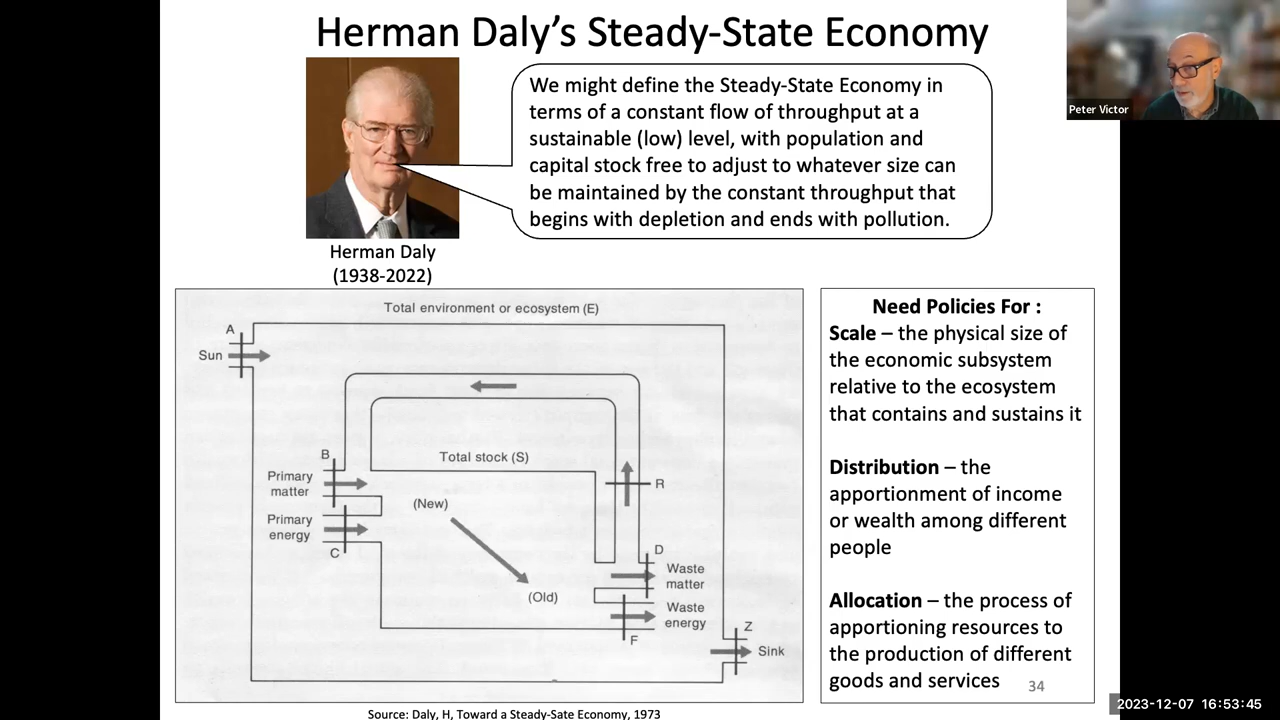 Herman Daly's Steady-State Economy
Peter Victor
We might define the Steady-State Economy in
terms of a constant flow of throughput at a
sustainable (low) level, with population and
capital stock free to adjust to whatever size can
be maintained by the constant throughput that
begins with depletion and ends with pollution.
Herman Daly
(1938-2022)
Total environment or ecosystem (E)
A
Sun
B
Total stock (S)
Primary
matter
R
(New)
Primary
energy
C
D
Waste
matter
(Old)
Waste
energy
F
Z
Sink
Need Policies For :
Scale – the physical size of
the economic subsystem
relative to the ecosystem
that contains and sustains it
Distribution – the
apportionment of income
or wealth among different
people
Allocation – the process of
apportioning resources to
the production of different
goods and services
34
2023-12-07 16:53:45
Source: Daly, H, Toward a Steady-Sate Economy, 1973